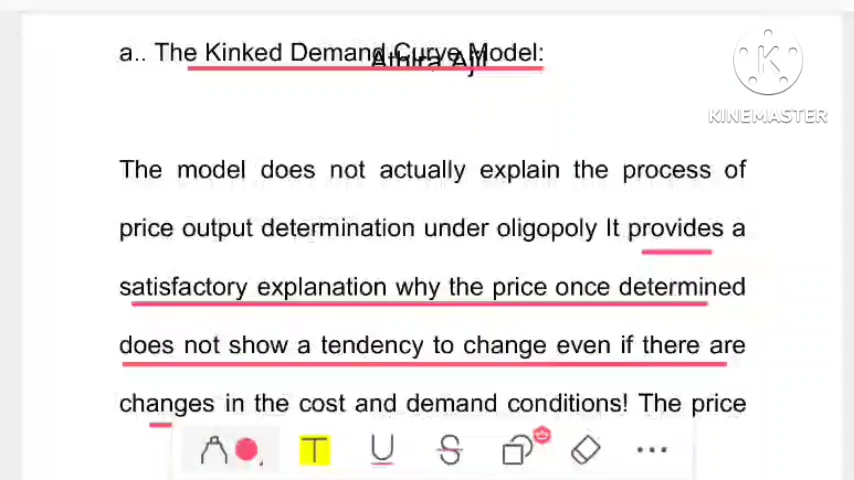 a.. The Kinked Demand Curve Model:
Athira Ajil
KINEMASTER
The model does not actually explain the process of
price output determination under oligopoly It provides a
satisfactory explanation why the price once determined
does not show a tendency to change even if there are
changes in the cost and demand conditions! The price